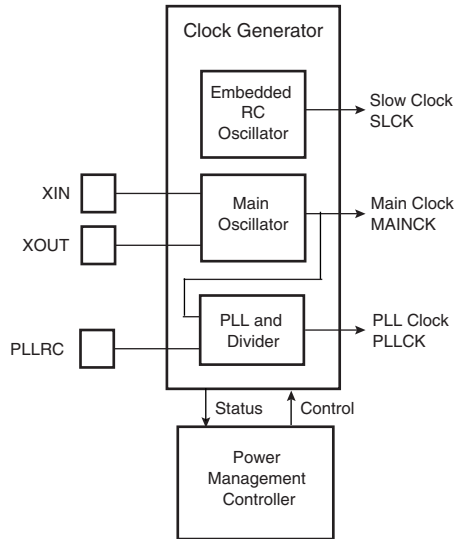 Clock Generator
Embedded
RC
Oscillator
Slow Clock
SLCK
XIN
Main
Oscillator
Main Clock
MAINCK
XOUT
PLL and
Divider
PLL Clock
PLLCK
PLLRC
Status
Control
Power
Management
Controller